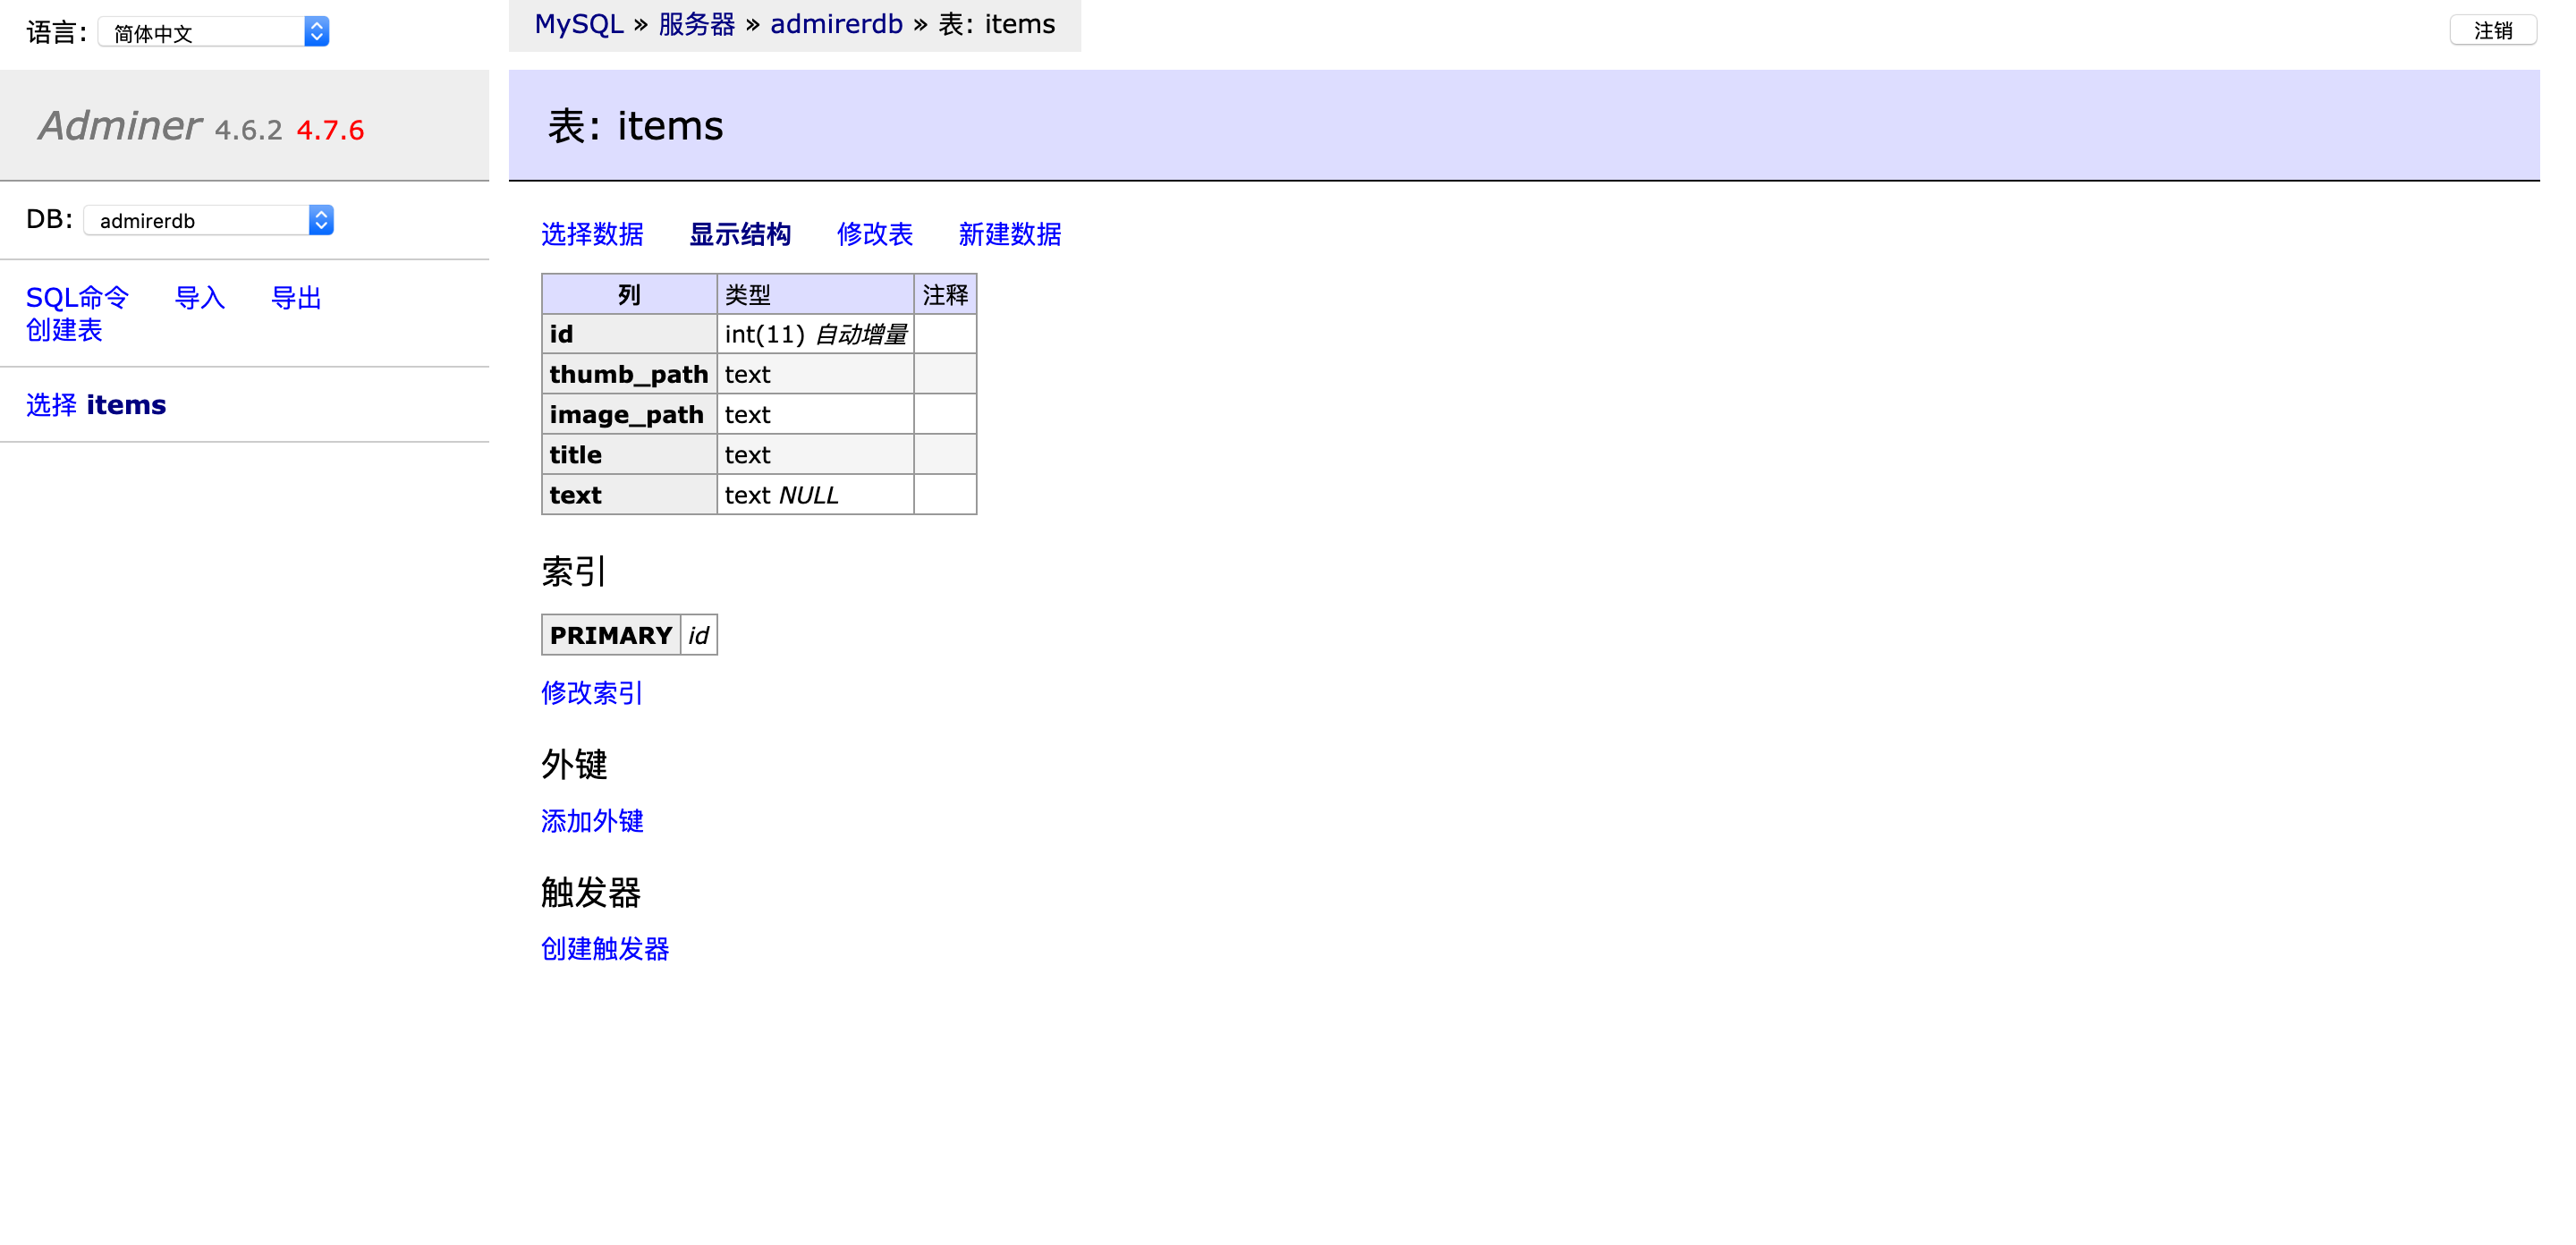 语言: 简体中文
MySQL » 服务器 » admirerdb » 表: items
注销
Adminer 4.6.2 4.7.6
表: items
DB: admirerdb
SQL命令 导入 导出
创建表
选择 items
选择数据 显示结构 修改表 新建数据
列 类型 注释
id int(11) 自动增量
thumb_path text
image_path text
title text
text text NULL
索引
PRIMARY id
修改索引
外键
添加外键
触发器
创建触发器